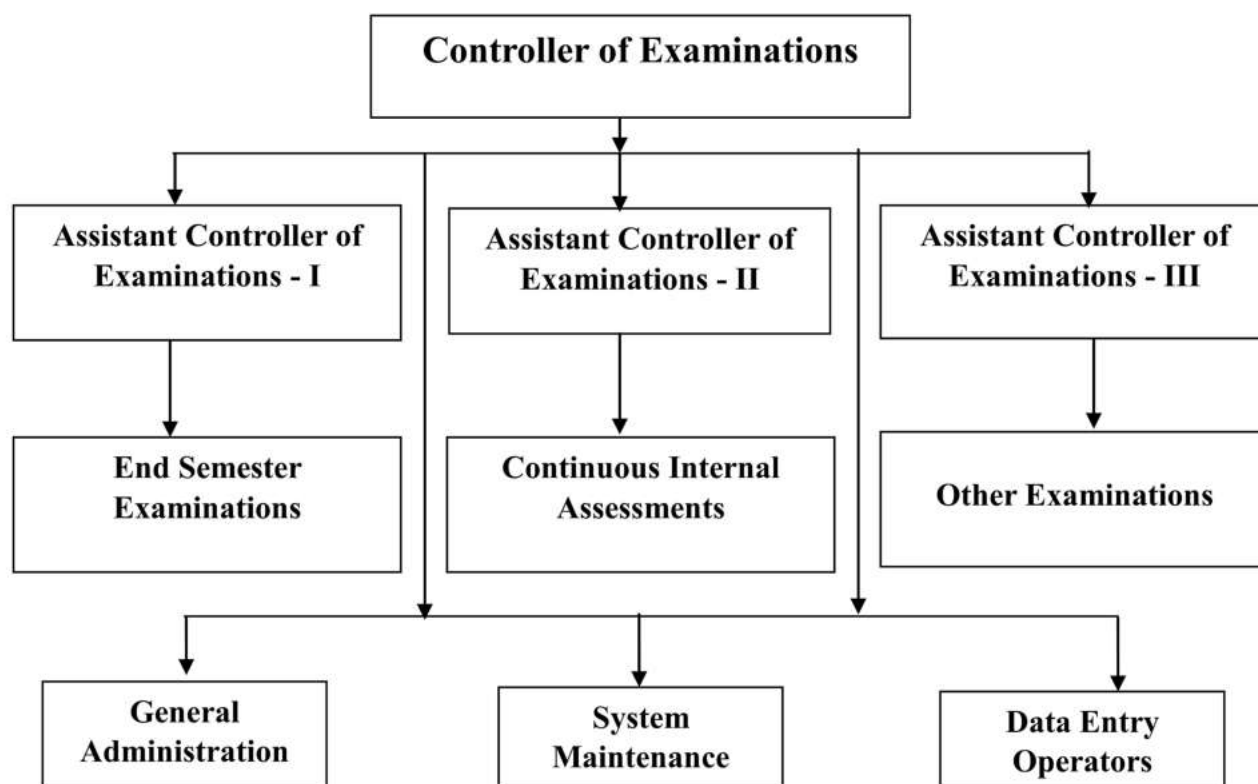 Controller of Examinations
Assistant Controller of
Examinations - I
Assistant Controller of
Examinations - II
Assistant Controller of
Examinations - III
End Semester
Examinations
Continuous Internal
Assessments
Other Examinations
General
Administration
System
Maintenance
Data Entry
Operators